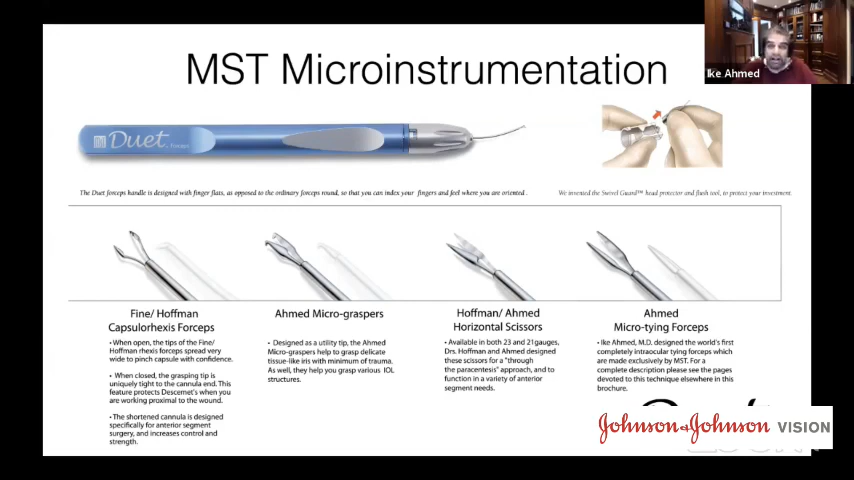 MST Microinstrumentation
Ike Ahmed
Duet Forceps
The Duet forceps handle is designed with finger flats, as opposed to the ordinary forceps round, so that you can index your fingers and feel where you are oriented .
We invented the Swivel Guard™ head protector and flush tool, to protect your investment.
Fine/ Hoffman
Capsulorhexis Forceps
• When open, the tips of the Fine/
Hoffman rhexis forceps spread very
wide to pinch capsule with confidence.
• When closed, the grasping tip is
uniquely tight to the cannula end. This
feature protects Descemet's when you
are working proximal to the wound.
• The shortened cannula is designed
specifically for anterior segment
surgery, and increases control and
strength.
Ahmed Micro-graspers
• Designed as a utility tip, the Ahmed
Micro-graspers help to grasp delicate
tissue-like iris with minimum of trauma.
As well, they help you grasp various IOL
structures.
Hoffman/ Ahmed
Horizontal Scissors
• Available in both 23 and 21gauges,
Drs. Hoffman and Ahmed designed
these scissors for a "through
the paracentesis" approach, and to
function in a variety of anterior
segment needs.
Ahmed
Micro-tying Forceps
• Ike Ahmed, M.D. designed the world's first
completely intraocular tying forceps which
are made exclusively by MST. For a
complete description please see the pages
devoted to this technique elsewhere in this
brochure.
Johnson & Johnson VISION